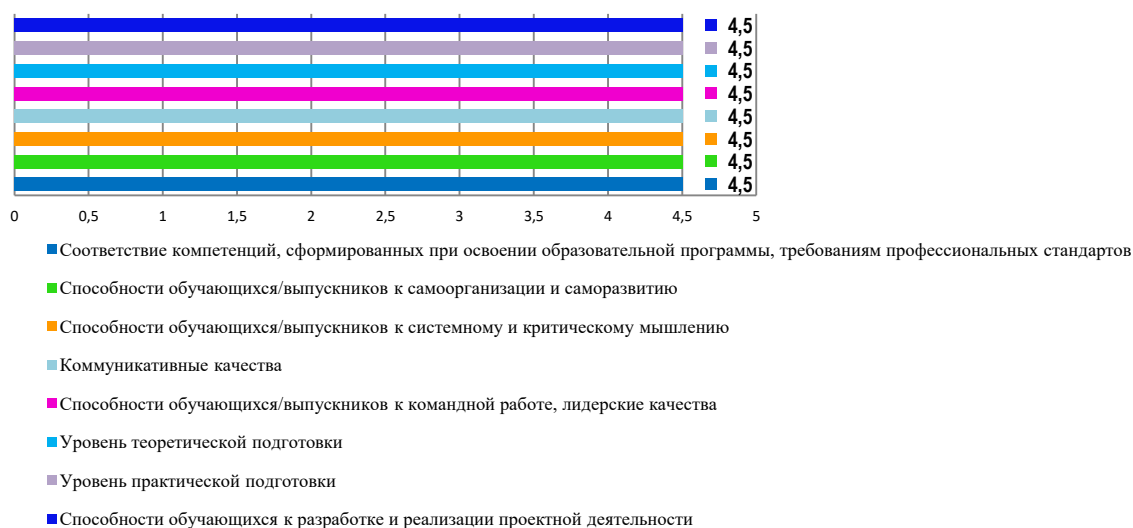 4,5
4,5
4,5
4,5
4,5
4,5
4,5
4,5
0 0,5 1 1,5 2 2,5 3 3,5 4 4,5 5
Соответствие компетенций, сформированных при освоении образовательной программы, требованиям профессиональных стандартов
Способности обучающихся/выпускников к самоорганизации и саморазвитию
Способности обучающихся/выпускников к системному и критическому мышлению
Коммуникативные качества
Способности обучающихся/выпускников к командной работе, лидерские качества
Уровень теоретической подготовки
Уровень практической подготовки
Способности обучающихся к разработке и реализации проектной деятельности